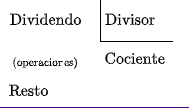 Dividendo Divisor
(operaciones) Cociente
Resto